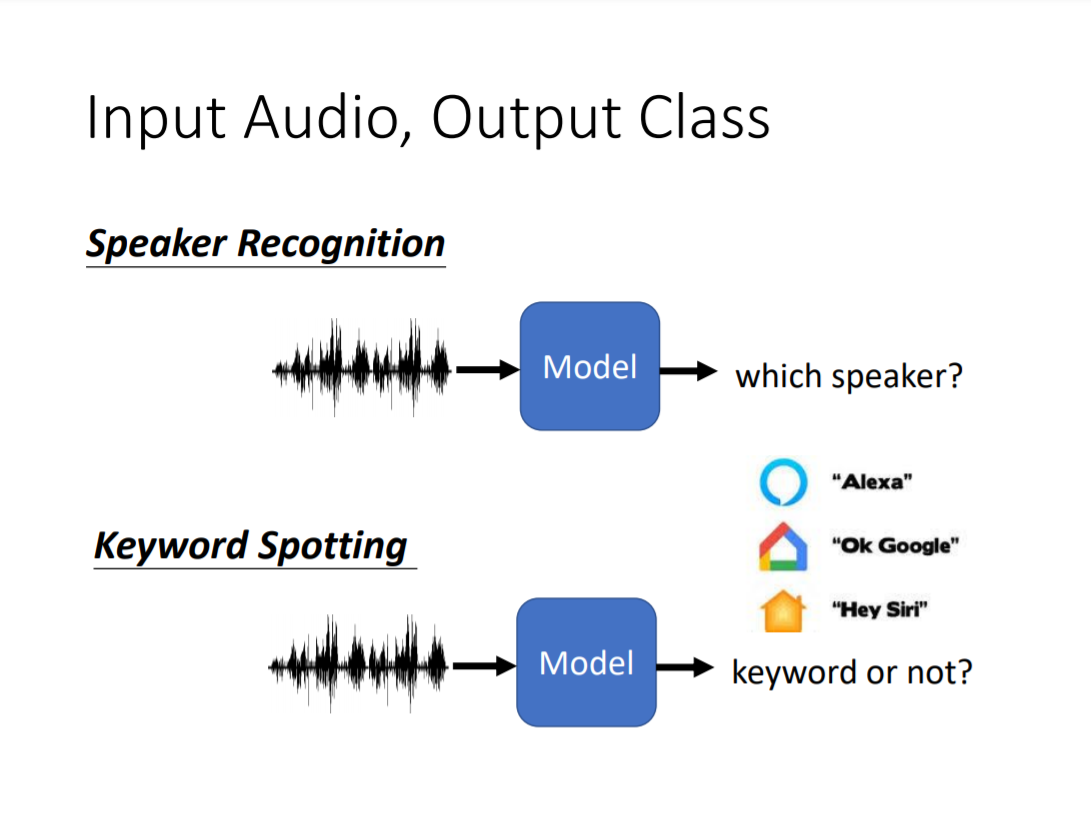 Input Audio, Output Class
Speaker Recognition
Model
which speaker?
“Alexa”
“Ok Google”
“Hey Siri”
Keyword Spotting
Model
keyword or not?